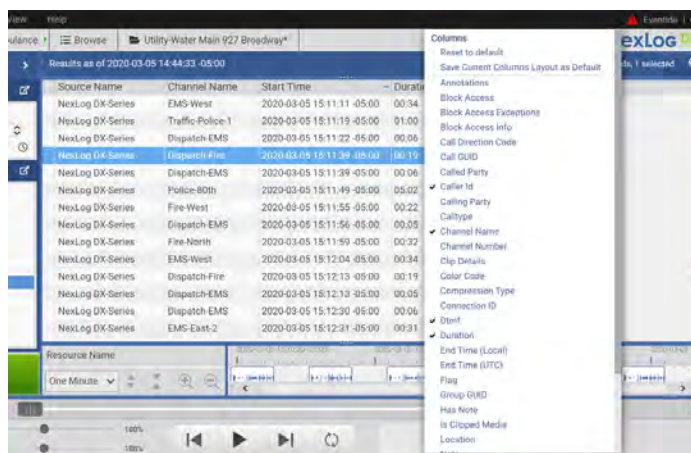 View Help
Eventide
ulance
Browse
Utility-Water Main 927 Broadway*
exLOG
Results as of 2020-03-05 14:44:33 -05:00
ds, 1 selected
Source Name Channel Name Start Time Duratio
NexLog DX-Series EMS-West 2020-03-05 15:11:11 -05:00 00:34
NexLog DX-Series Traffic-Police-1 2020-03-05 15:11:19 -05:00 01:00
NexLog DX-Series Dispatch-EMS 2020-03-05 15:11:22 -05:00 00:06
NexLog DX-Series Dispatch-Fire 2020-03-05 15:11:39 -05:00 00:19
NexLog DX-Series Dispatch-EMS 2020-03-05 15:11:39 -05:00 00:06
NexLog DX-Series Police-80th 2020-03-05 15:11:49 -05:00 05:02
NexLog DX-Series Fire-West 2020-03-05 15:11:55 -05:00 00:22
NexLog DX-Series Dispatch-EMS 2020-03-05 15:11:56 -05:00 00:05
NexLog DX-Series Fire-North 2020-03-05 15:11:59 -05:00 00:32
NexLog DX-Series EMS-West 2020-03-05 15:12:04 -05:00 00:34
NexLog DX-Series Dispatch-Fire 2020-03-05 15:12:13 -05:00 00:19
NexLog DX-Series Dispatch-EMS 2020-03-05 15:12:13 -05:00 00:05
NexLog DX-Series Dispatch-EMS 2020-03-05 15:12:30 -05:00 00:06
NexLog DX-Series EMS-East-2 2020-03-05 15:12:31 -05:00 00:31
Columns
Reset to default
Save Current Columns Layout as Default
Annotations
Block Access
Block Access Exceptions
Block Access Info
Call Direction Code
Call GUID
Called Party
Caller Id
Calling Party
Calltype
Channel Name
Channel Number
Clip Details
Color Code
Compression Type
Connection ID
Dtmf
Duration
End Time (Local)
End Time (UTC)
Flag
Group GUID
Has Note
Is Clipped Media
Location
Resource Name
One Minute
100%
100%